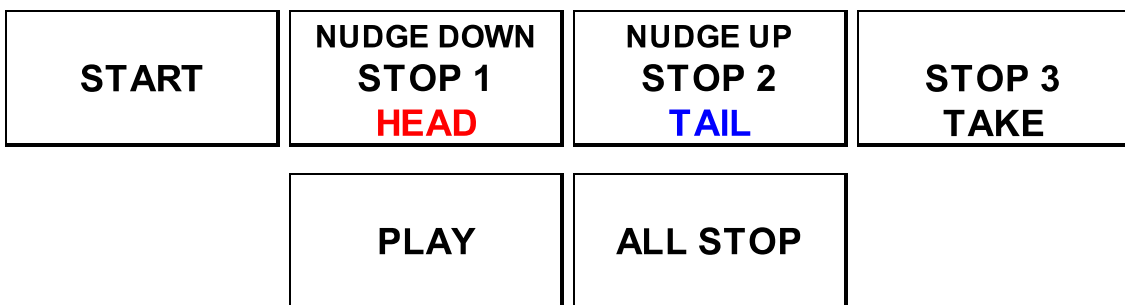 START
NUDGE DOWN
STOP 1
HEAD
NUDGE UP
STOP 2
TAIL
STOP 3
TAKE
PLAY
ALL STOP